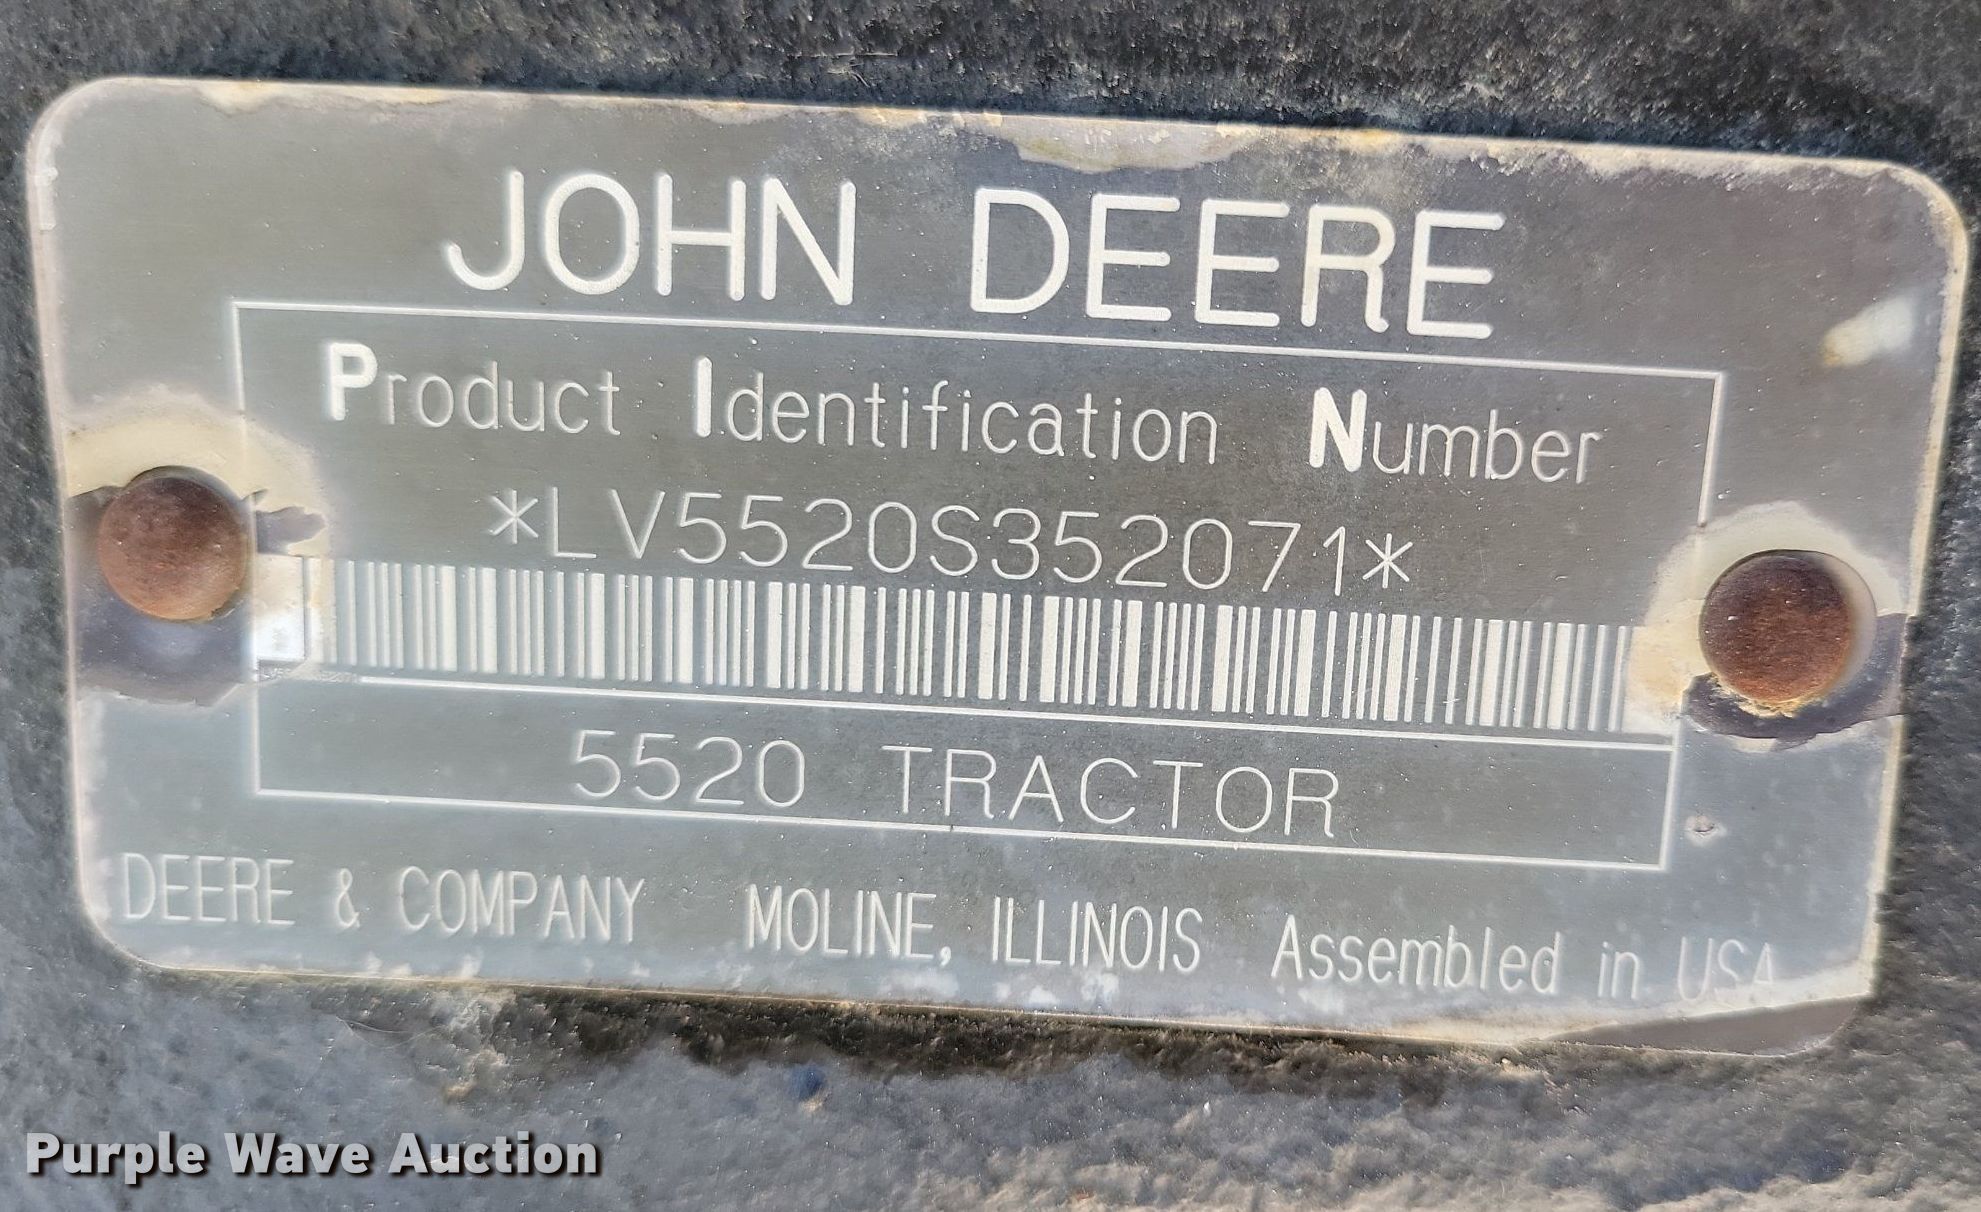 JOHN DEERE
Product Identification Number
*LV5520S352071*
5520 TRACTOR
DEERE & COMPANY MOLINE, ILLINOIS Assembled in USA
Purple Wave Auction